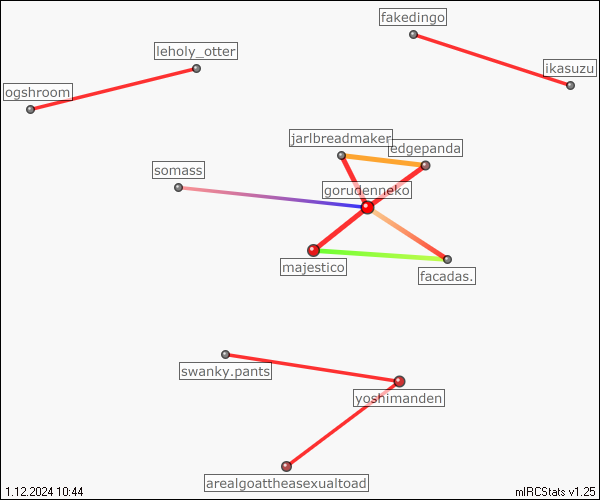 fakedingo
leholy_otter
ikasuzu
ogshroom
jarlbreadmaker
edgepanda
somass
gorudenneko
majestico
facadas.
swanky.pants
yoshimanden
arealgoattheasexualtoad
1.12.2024 10:44
mIRCStats v1.25